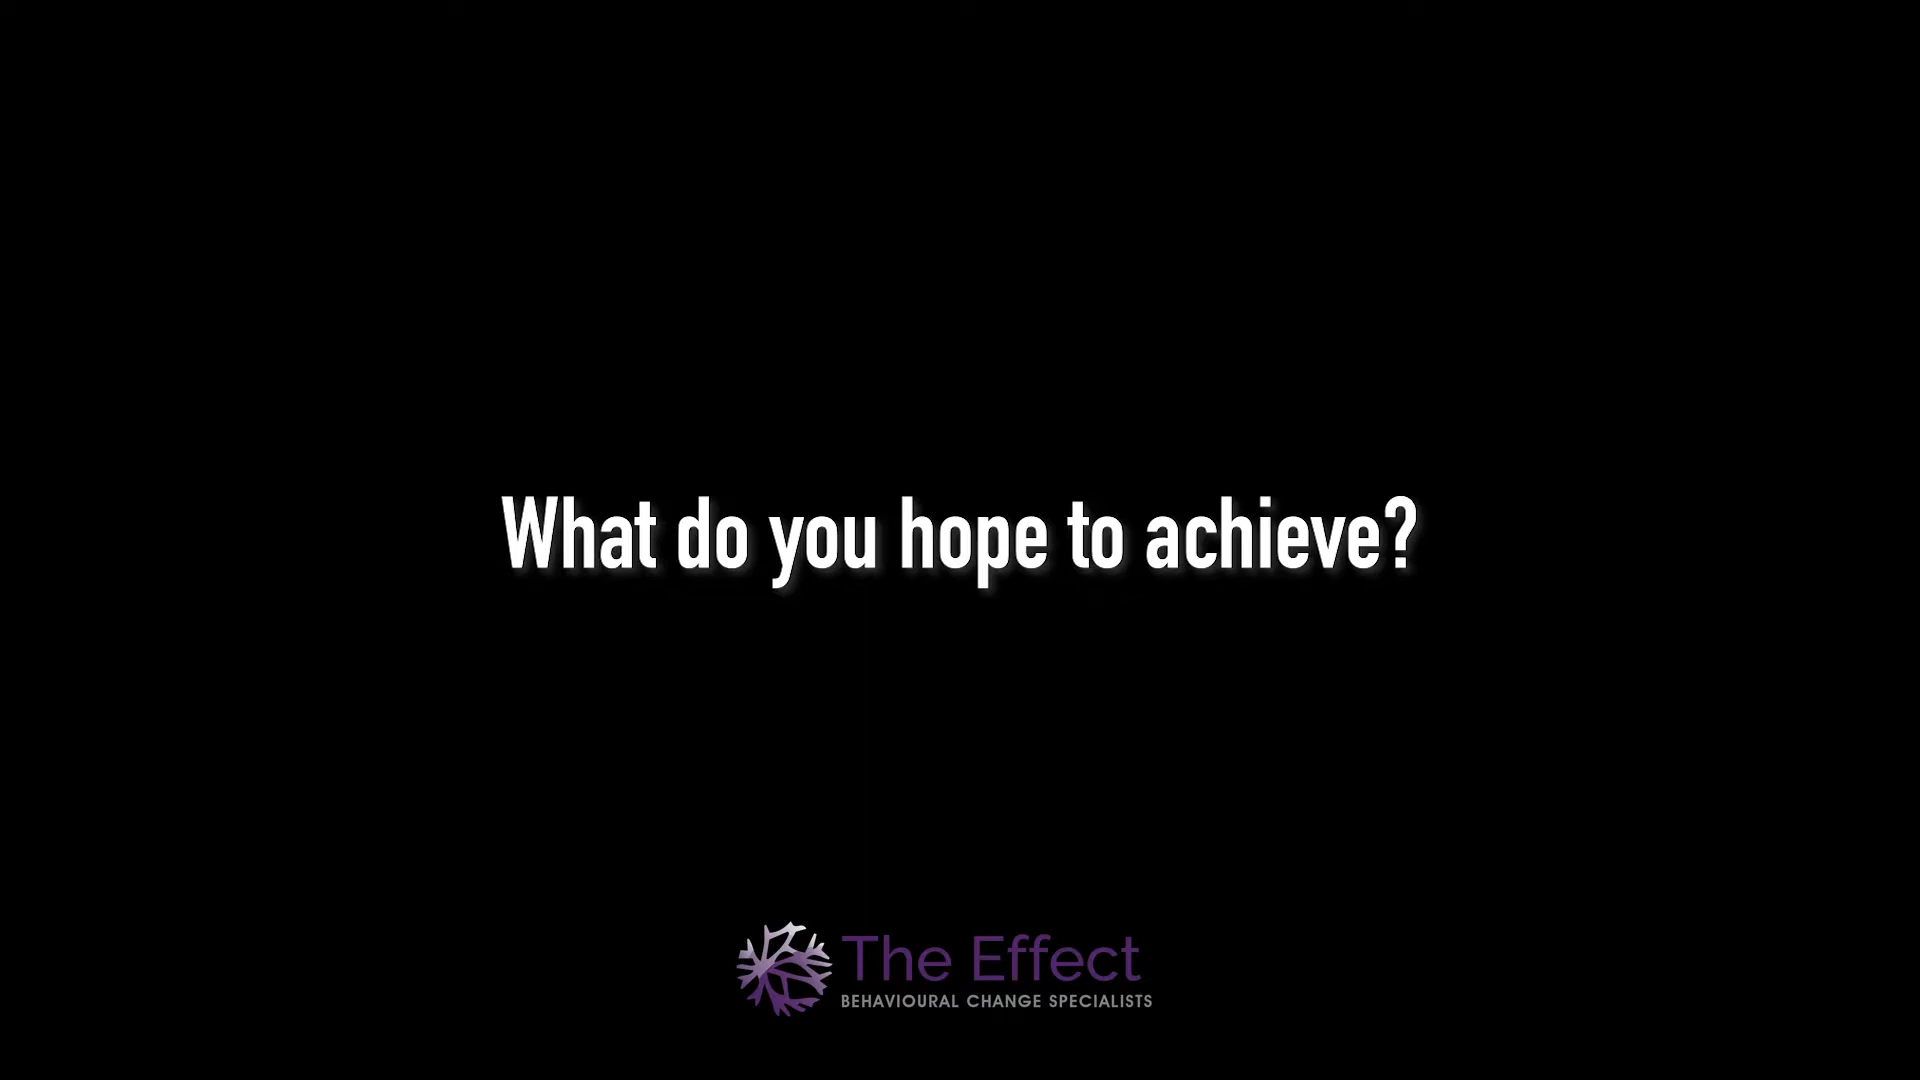 What do you hope to achieve?
The Effect
BEHAVIOURAL CHANGE SPECIALISTS